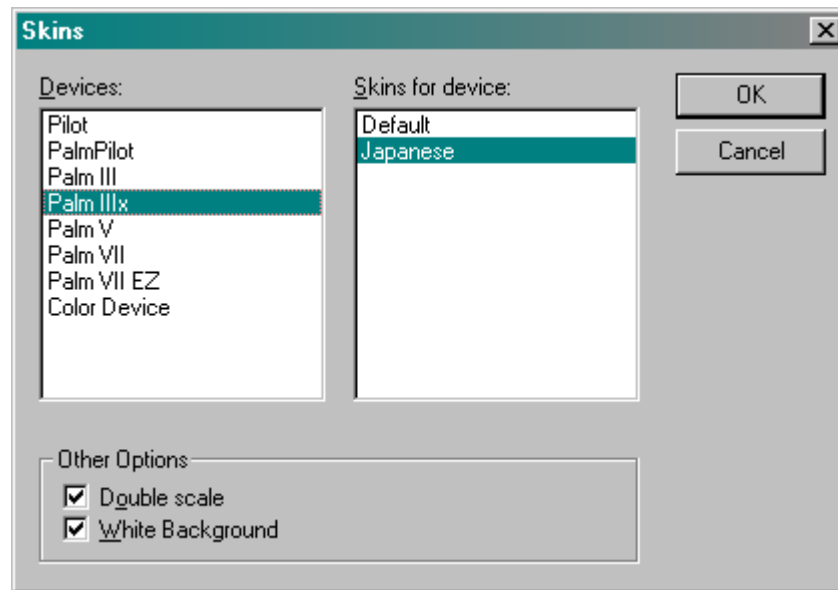 Skins
Devices:
Pilot
PalmPilot
Palm III
Palm IIIx
Palm V
Palm VII
Palm VII EZ
Color Device
Skins for device:
Default
Japanese
OK
Cancel
Other Options
Double scale
White Background